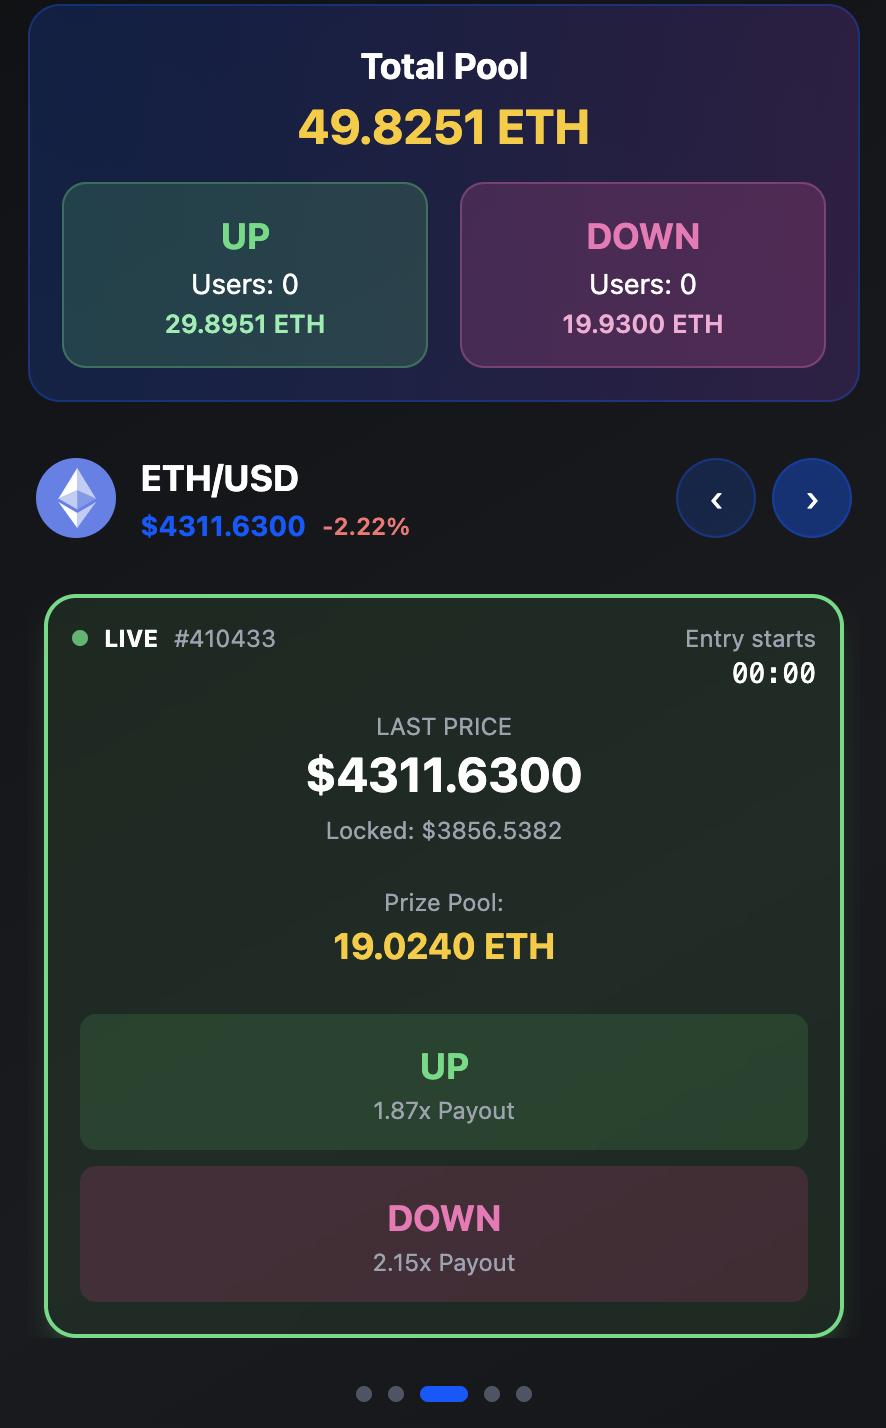 Total Pool
49.8251 ETH
UP
Users: 0
29.8951 ETH
DOWN
Users: 0
19.9300 ETH
ETH/USD
$4311.6300 -2.22%
‹ ›
LIVE #410433
Entry starts
00:00
LAST PRICE
$4311.6300
Locked: $3856.5382
Prize Pool:
19.0240 ETH
UP
1.87x Payout
DOWN
2.15x Payout